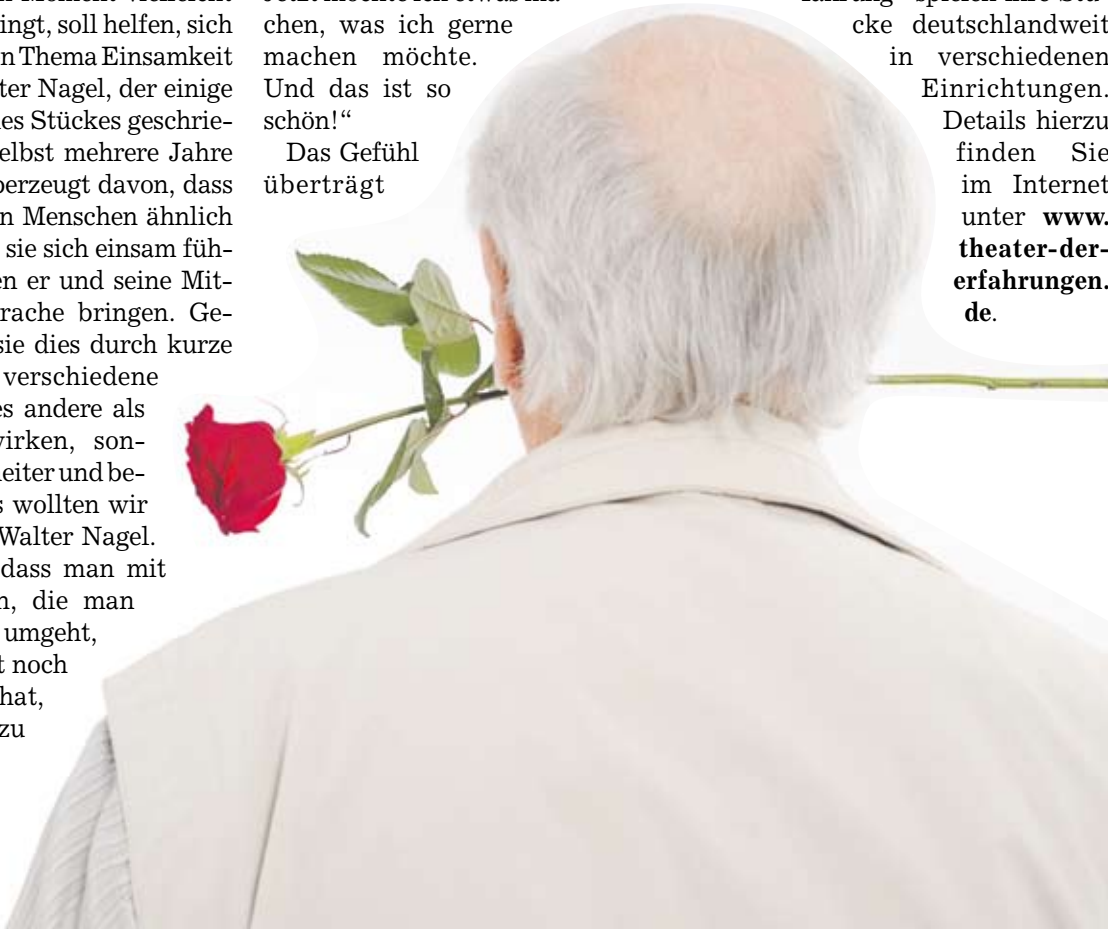 ingt, soll helfen, sich
n Thema Einsamkeit
ter Nagel, der einige
es Stückes geschrie-
elbst mehrere Jahre
berzeugt davon, dass
n Menschen ähnlich
sie sich einsam füh-
en er und seine Mit-
rache bringen. Ge-
sie dies durch kurze
verschiedene
es andere als
virken, son-
eiter und be-
s wollten wir
Walter Nagel.
dass man mit
n, die man
umgeht,
t noch
hat,
zu
chen, was ich gerne
machen möchte.
Und das ist so
schön!“
Das Gefühl
überträgt
cke deutschlandweit
in verschiedenen
Einrichtungen.
Details hierzu
finden Sie
im Internet
unter www.
theater-der-
erfahrungen.
de.